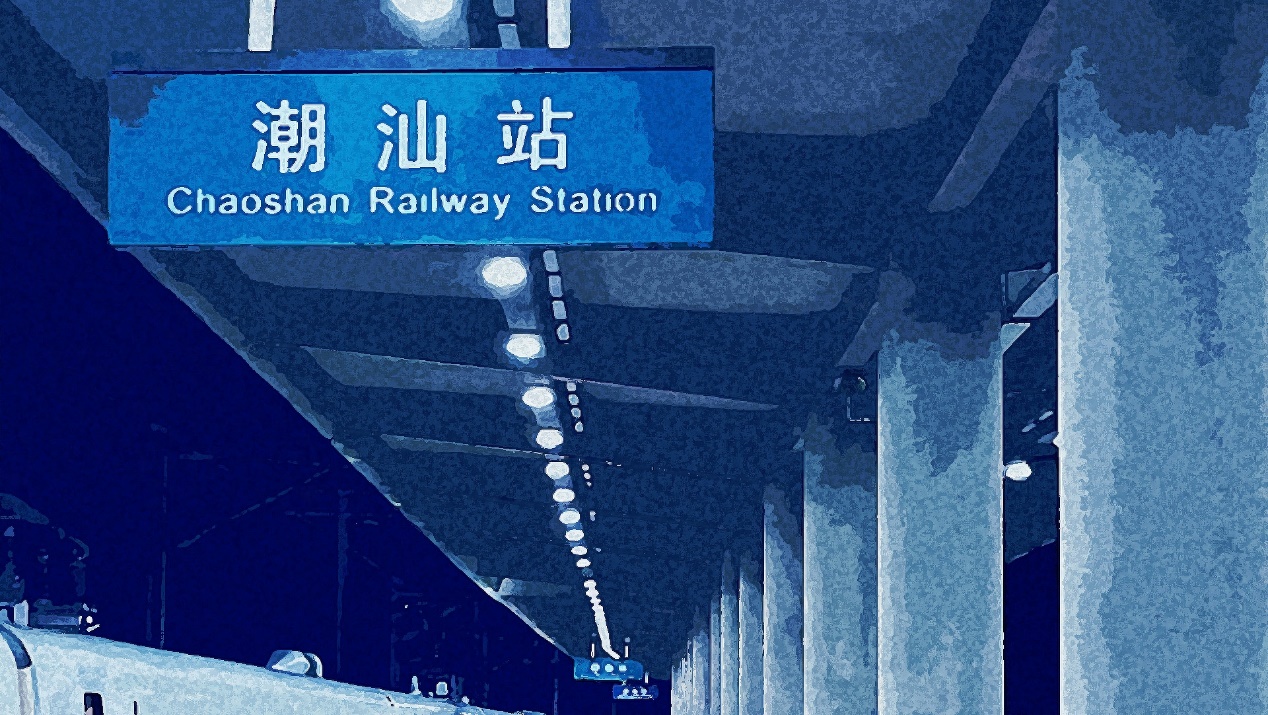 潮汕站
Chaoshan Railway Station